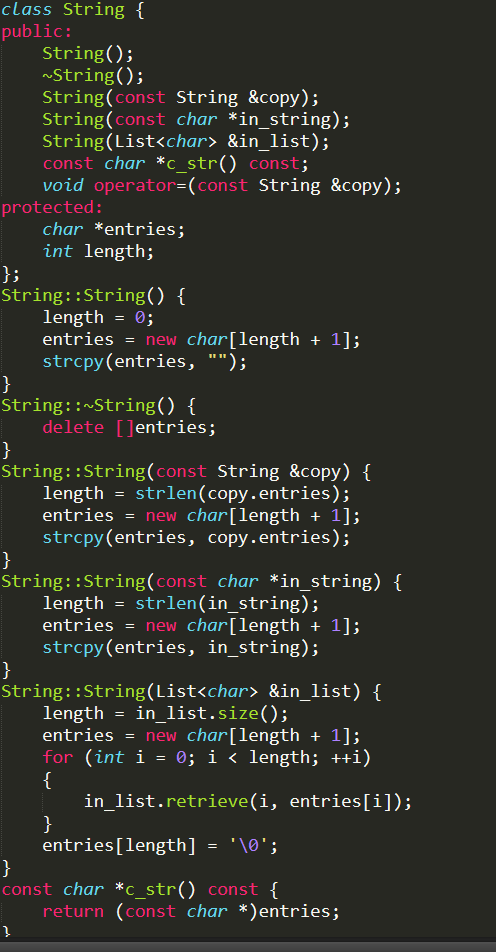 class String {
public:
    String();
    ~String();
    String(const String &copy);
    String(const char *in_string);
    String(List<char> &in_list);
    const char *c_str() const;
    void operator=(const String &copy);
protected:
    char *entries;
    int length;
};
String::String() {
    length = 0;
    entries = new char[length + 1];
    strcpy(entries, "");
}
String::~String() {
    delete []entries;
}
String::String(const String &copy) {
    length = strlen(copy.entries);
    entries = new char[length + 1];
    strcpy(entries, copy.entries);
}
String::String(const char *in_string) {
    length = strlen(in_string);
    entries = new char[length + 1];
    strcpy(entries, in_string);
}
String::String(List<char> &in_list) {
    length = in_list.size();
    entries = new char[length + 1];
    for (int i = 0; i < length; ++i)
    {
        in_list.retrieve(i, entries[i]);
    }
    entries[length] = '\0';
}
const char *c_str() const {
    return (const char *)entries;
}